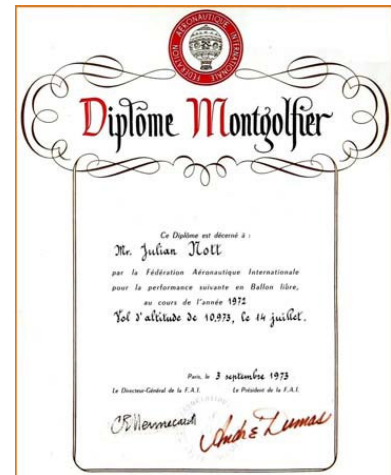 FÉDÉRATION AÉRONAUTIQUE INTERNATIONALE
Diplôme Montgolfier
Ce Diplôme est décerné à :
Mr. Julian Nott
par la Fédération Aéronautique Internationale
pour la performance suivante en Ballon libre,
au cours de l'année 1972
Vol d'altitude de 10,973, le 14 juillet.
Paris, le 3 septembre 1973
Le Directeur-Général de la F.A.I. Le Président de la F.A.I.
André Dumas